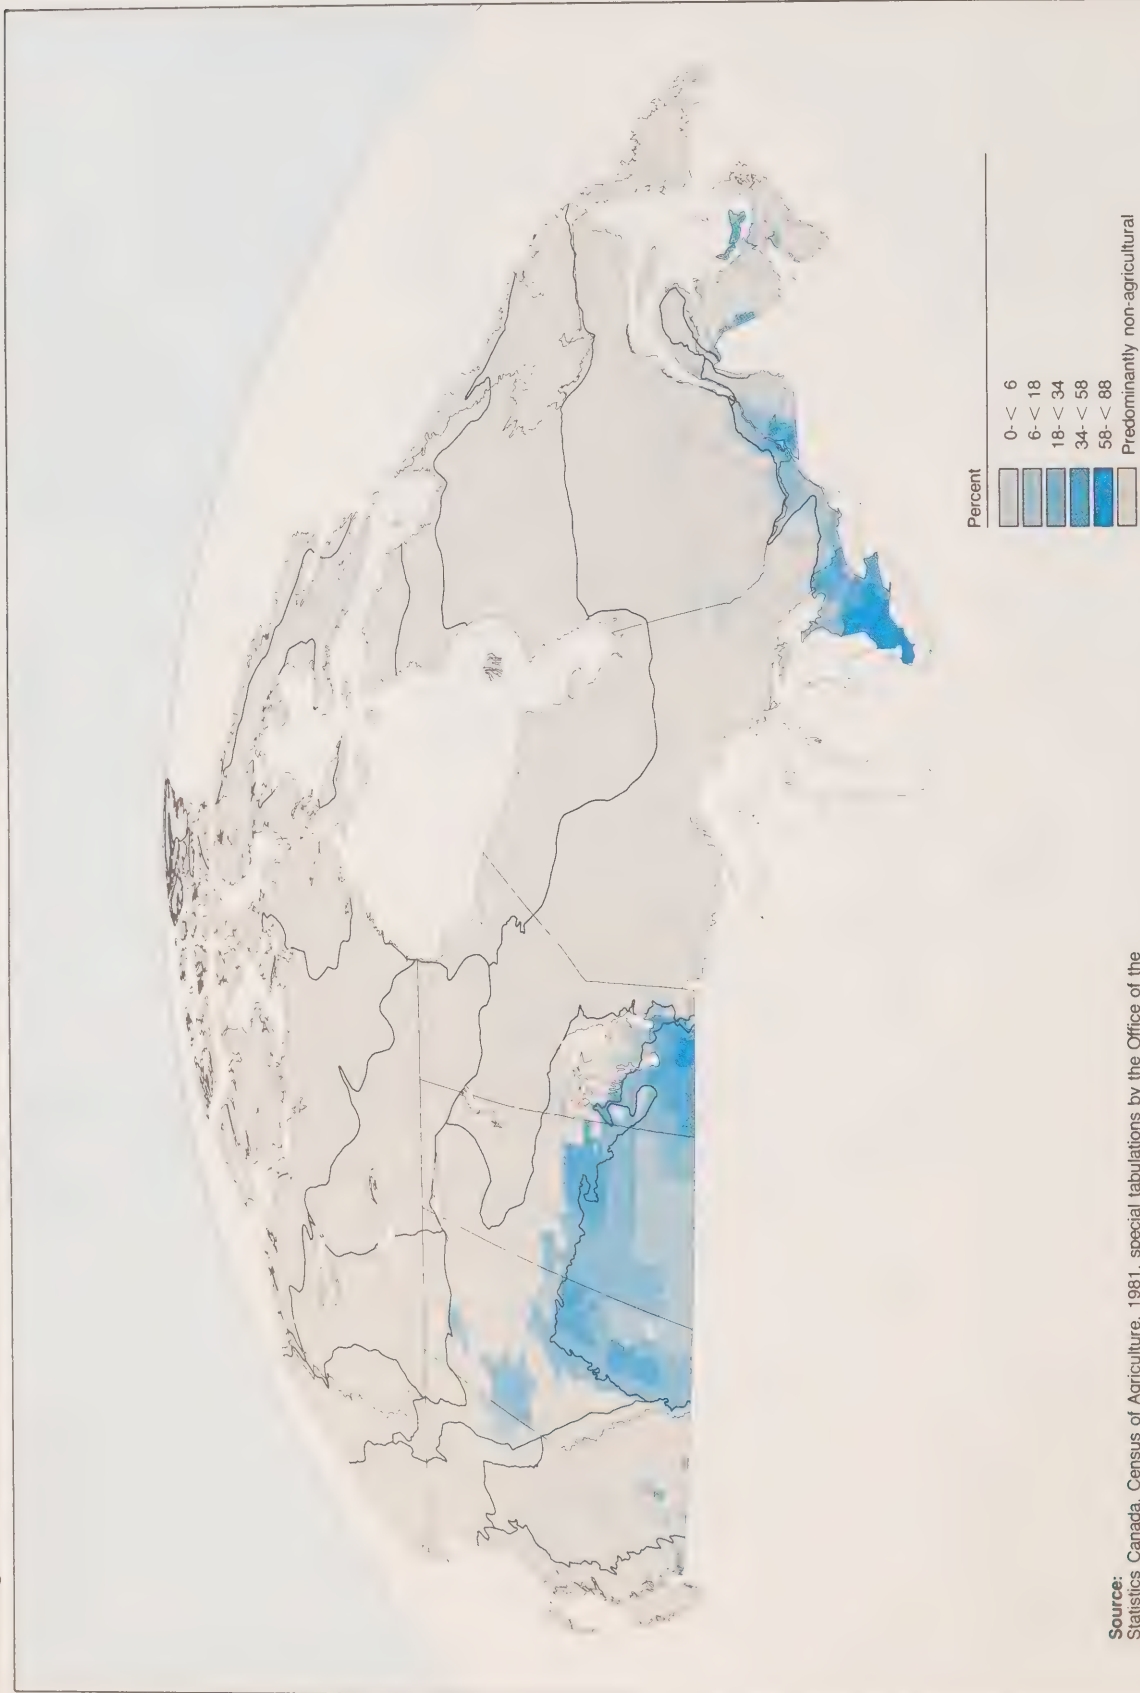 Percent
0- < 6
6- < 18
18- < 34
34- < 58
58- < 88
Predominantly non-agricultural
Source:
Statistics Canada, Census of Agriculture, 1981, special tabulations by the Office of the